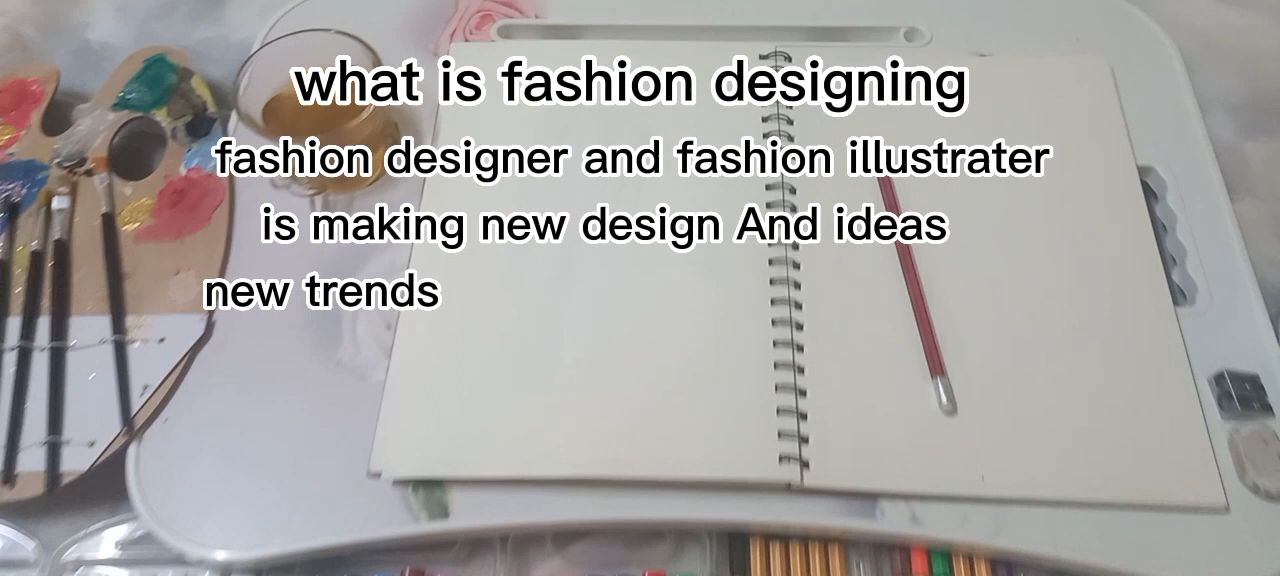 what is fashion designing
fashion designer and fashion illustrater
is making new design And ideas
new trends